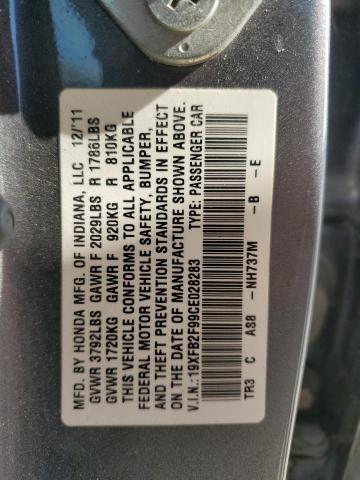 MFD. BY HONDA MFG. OF INDIANA, LLC 12/'11
GVWR 3792LBS GAWR F 2029LBS R 1786LBS
GVWR 1720KG GAWR F 920KG R 810KG
THIS VEHICLE CONFORMS TO ALL APPLICABLE
FEDERAL MOTOR VEHICLE SAFETY, BUMPER,
AND THEFT PREVENTION STANDARDS IN EFFECT
ON THE DATE OF MANUFACTURE SHOWN ABOVE.
V.I.N.:19XFB2F99CE028283 TYPE: PASSENGER CAR
TR3 C AS8 -NH737M -B -E